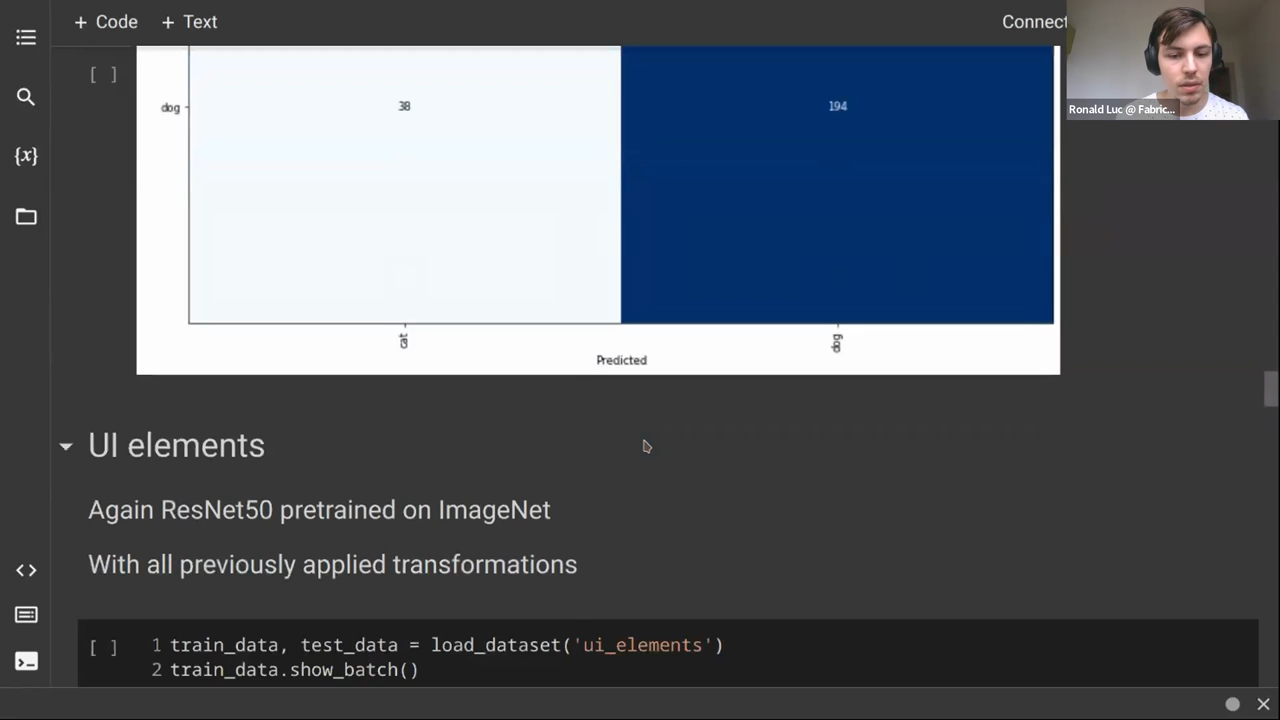 + Code + Text
Connect
Ronald Luc @ Fabric...
[ ]
dog
38
194
{x}
cat
dog
Predicted
UI elements
Again ResNet50 pretrained on ImageNet
With all previously applied transformations
[ ]
1 train_data, test_data = load_dataset('ui_elements')
2 train_data.show_batch()